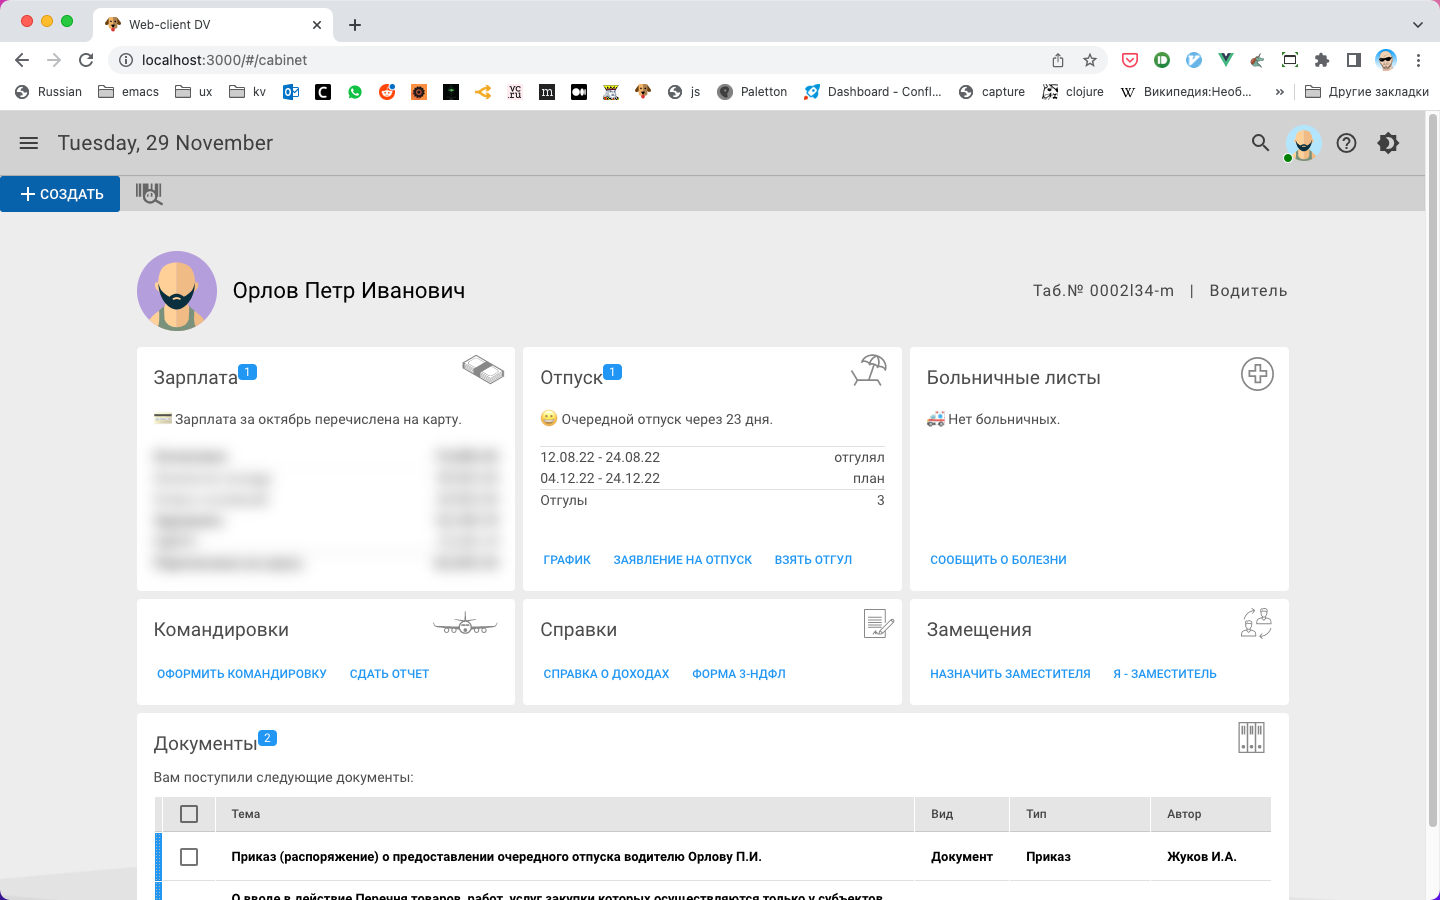 Web-client DV
localhost:3000/#/cabinet
Russian
emacs
ux
kv
js
Paletton
Dashboard - Confl...
capture
clojure
Википедия:Необ...
»
Другие закладки
Tuesday, 29 November
СОЗДАТЬ
Орлов Петр Иванович
Таб.№ 0002l34-m | Водитель
Зарплата 1
Зарплата за октябрь перечислена на карту.
Отпуск 1
Очередной отпуск через 23 дня.
12.08.22 - 24.08.22 отгулял
04.12.22 - 24.12.22 план
Отгулы 3
ГРАФИК ЗАЯВЛЕНИЕ НА ОТПУСК ВЗЯТЬ ОТГУЛ
Больничные листы
Нет больничных.
СООБЩИТЬ О БОЛЕЗНИ
Командировки
ОФОРМИТЬ КОМАНДИРОВКУ СДАТЬ ОТЧЕТ
Справки
СПРАВКА О ДОХОДАХ ФОРМА 3-НДФЛ
Замещения
НАЗНАЧИТЬ ЗАМЕСТИТЕЛЯ Я - ЗАМЕСТИТЕЛЬ
Документы 2
Вам поступили следующие документы:
Тема Вид Тип Автор
Приказ (распоряжение) о предоставлении очередного отпуска водителю Орлову П.И. Документ Приказ Жуков И.А.
О вводе в действие Перечня товаров, работ, услуг закупки которых осуществляются только у субъектов